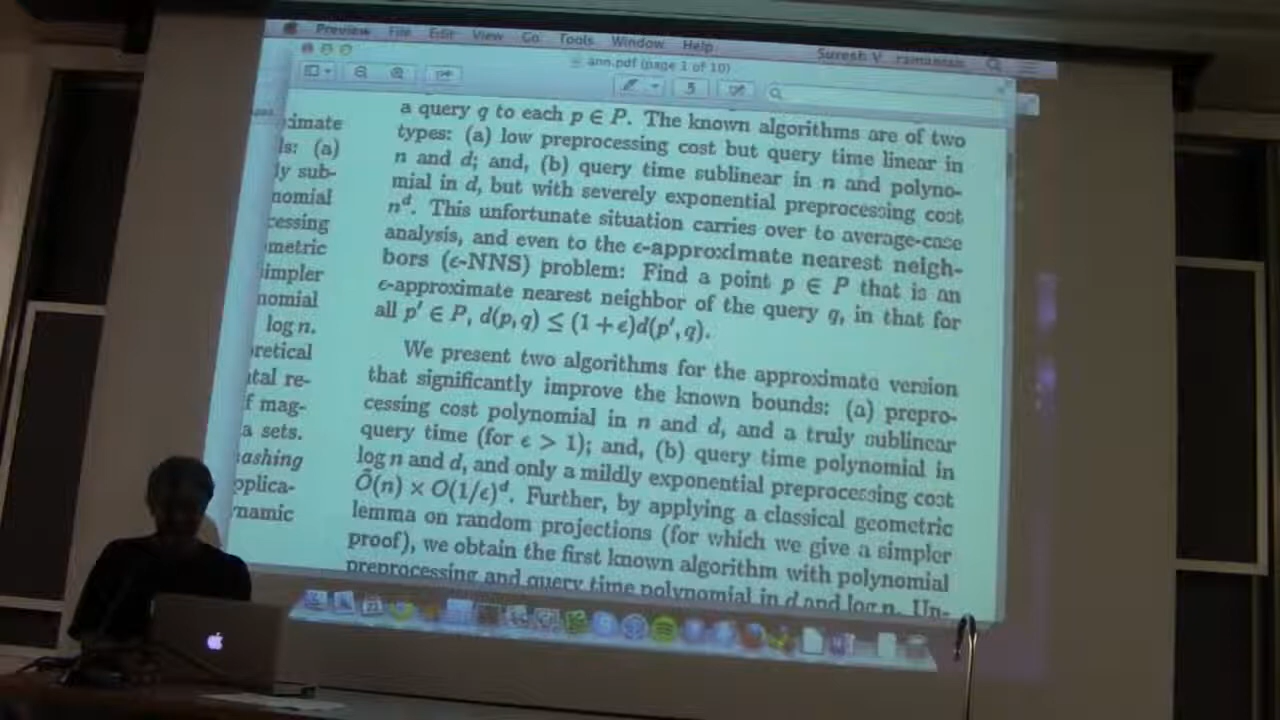 Preview File Edit View Go Tools Window Help
Suresh V
ann.pdf (page 1 of 10)
a query q to each p ∈ P. The known algorithms are of two
types: (a) low preprocessing cost but query time linear in
n and d; and, (b) query time sublinear in n and polyno-
mial in d, but with severely exponential preprocessing cost
n^d. This unfortunate situation carries over to average-case
analysis, and even to the ϵ-approximate nearest neigh-
bors (ϵ-NNS) problem: Find a point p ∈ P that is an
ϵ-approximate nearest neighbor of the query q, in that for
all p' ∈ P, d(p,q) ≤ (1+ϵ)d(p',q).
We present two algorithms for the approximate version
that significantly improve the known bounds: (a) prepro-
cessing cost polynomial in n and d, and a truly sublinear
query time (for ϵ > 1); and, (b) query time polynomial in
log n and d, and only a mildly exponential preprocessing cost
Õ(n) × O(1/ϵ)^d. Further, by applying a classical geometric
lemma on random projections (for which we give a simpler
proof), we obtain the first known algorithm with polynomial
preprocessing and query time polynomial in d and log n. Un-
imate
ls: (a)
ly sub-
nomial
cessing
metric
simpler
nomial
log n.
retical
tal re-
f mag-
a sets.
ashing
pplica-
namic